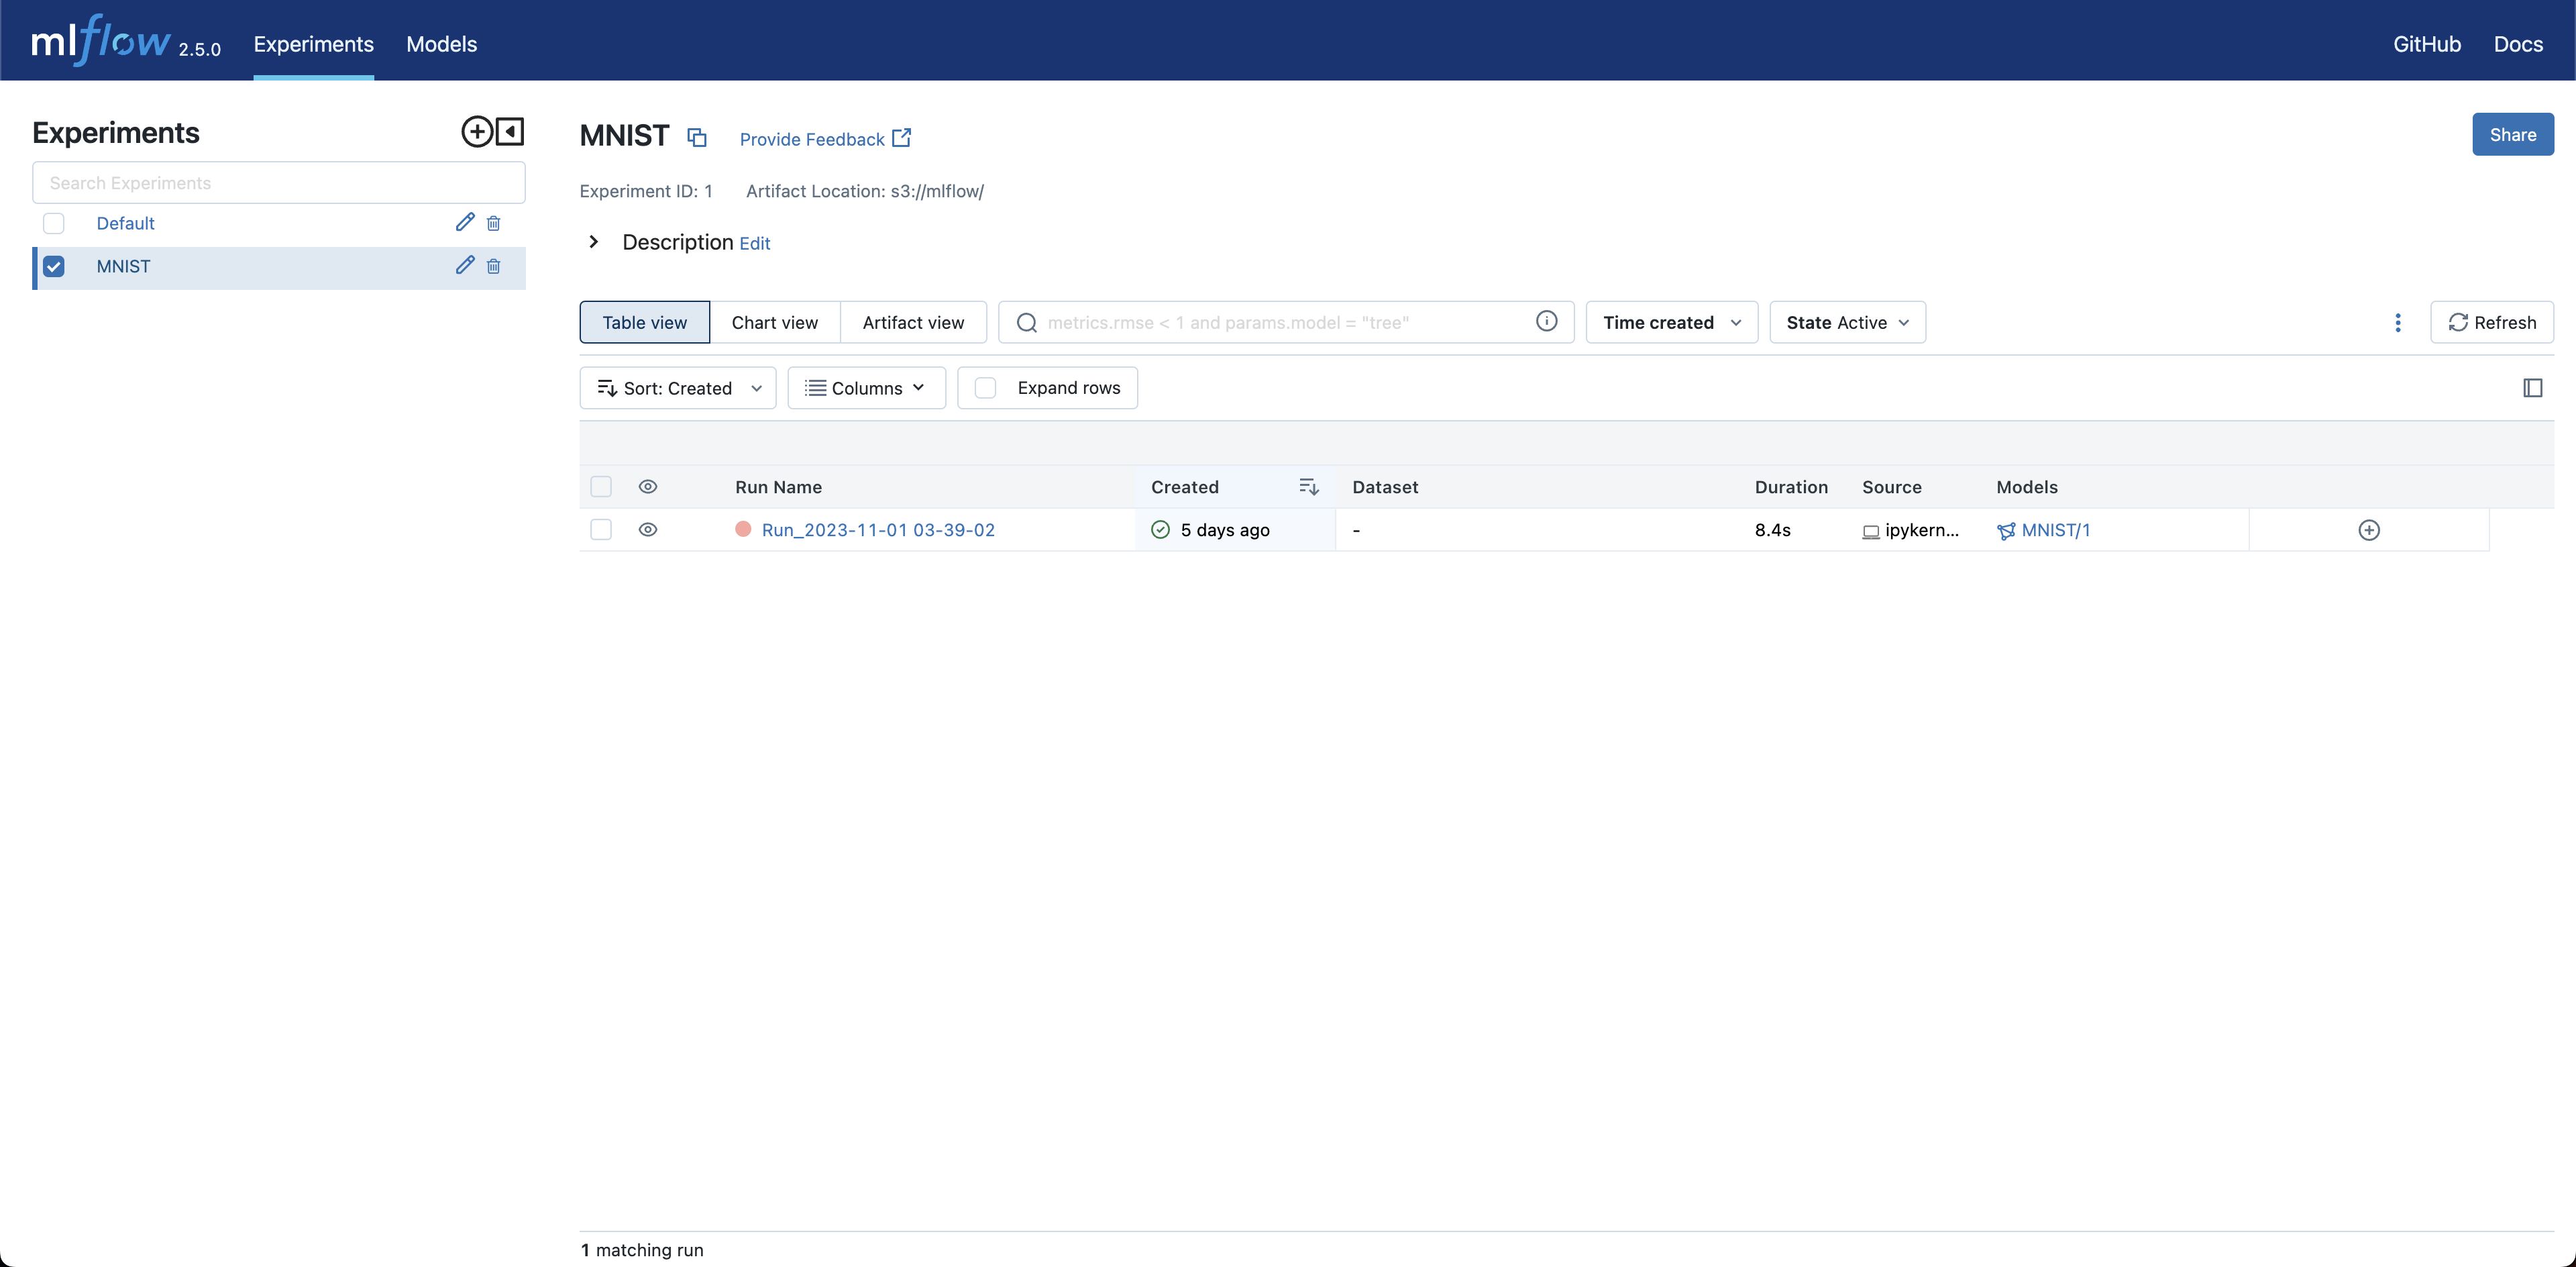 mlflow 2.5.0 Experiments Models GitHub Docs
Experiments
Search Experiments
Default
MNIST
MNIST Provide Feedback Share
Experiment ID: 1 Artifact Location: s3://mlflow/
Description Edit
Table view Chart view Artifact view metrics.rmse < 1 and params.model = "tree" Time created State Active Refresh
Sort: Created Columns Expand rows
Run Name Created Dataset Duration Source Models
Run_2023-11-01 03-39-02 5 days ago - 8.4s ipykern... MNIST/1
1 matching run